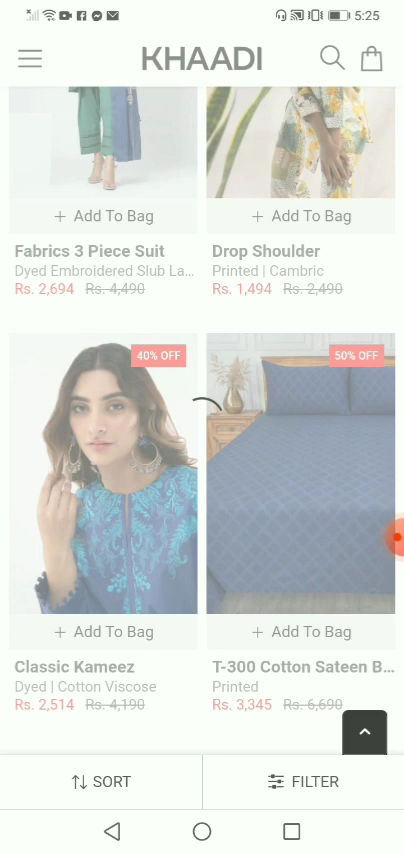 5:25
KHAADI
+ Add To Bag
+ Add To Bag
Fabrics 3 Piece Suit
Dyed Embroidered Slub La...
Rs. 2,694 Rs. 4,490
Drop Shoulder
Printed | Cambric
Rs. 1,494 Rs. 2,490
40% OFF
50% OFF
+ Add To Bag
+ Add To Bag
Classic Kameez
Dyed | Cotton Viscose
Rs. 2,514 Rs. 4,190
T-300 Cotton Sateen B...
Printed
Rs. 3,345 Rs. 6,690
SORT
FILTER